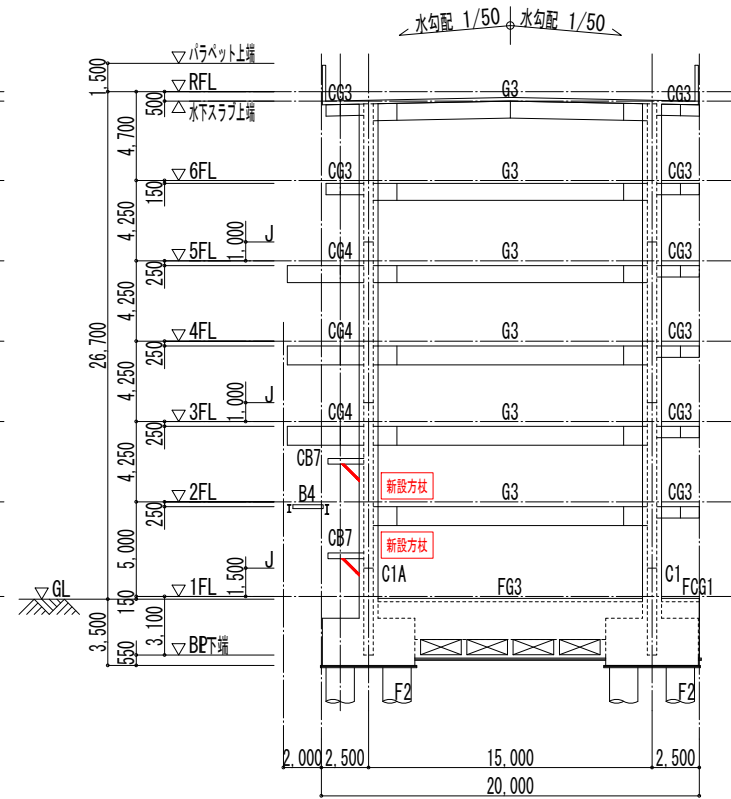 水勾配 1/50 水勾配 1/50
▽パラペット上端
1,500
▽RFL
CG3 G3 CG3
500
△水下スラブ上端
4,700
▽6FL
CG3 G3 CG3
150
4,250
1,000 J
▽5FL
CG4 G3 CG3
250
4,250
26,700
▽4FL
CG4 G3 CG3
250
4,250
1,000 J
▽3FL
CG4 G3 CG3
250
4,250
CB7
新設方杖
▽2FL
B4 G3 CG3
250
5,000
CB7
新設方杖
1,500 J
C1A C1
▽GL
▽1FL
FG3 FCG1
150
3,500
3,100
▽BP下端
550
F2 F2
2,000 2,500 15,000 2,500
20,000